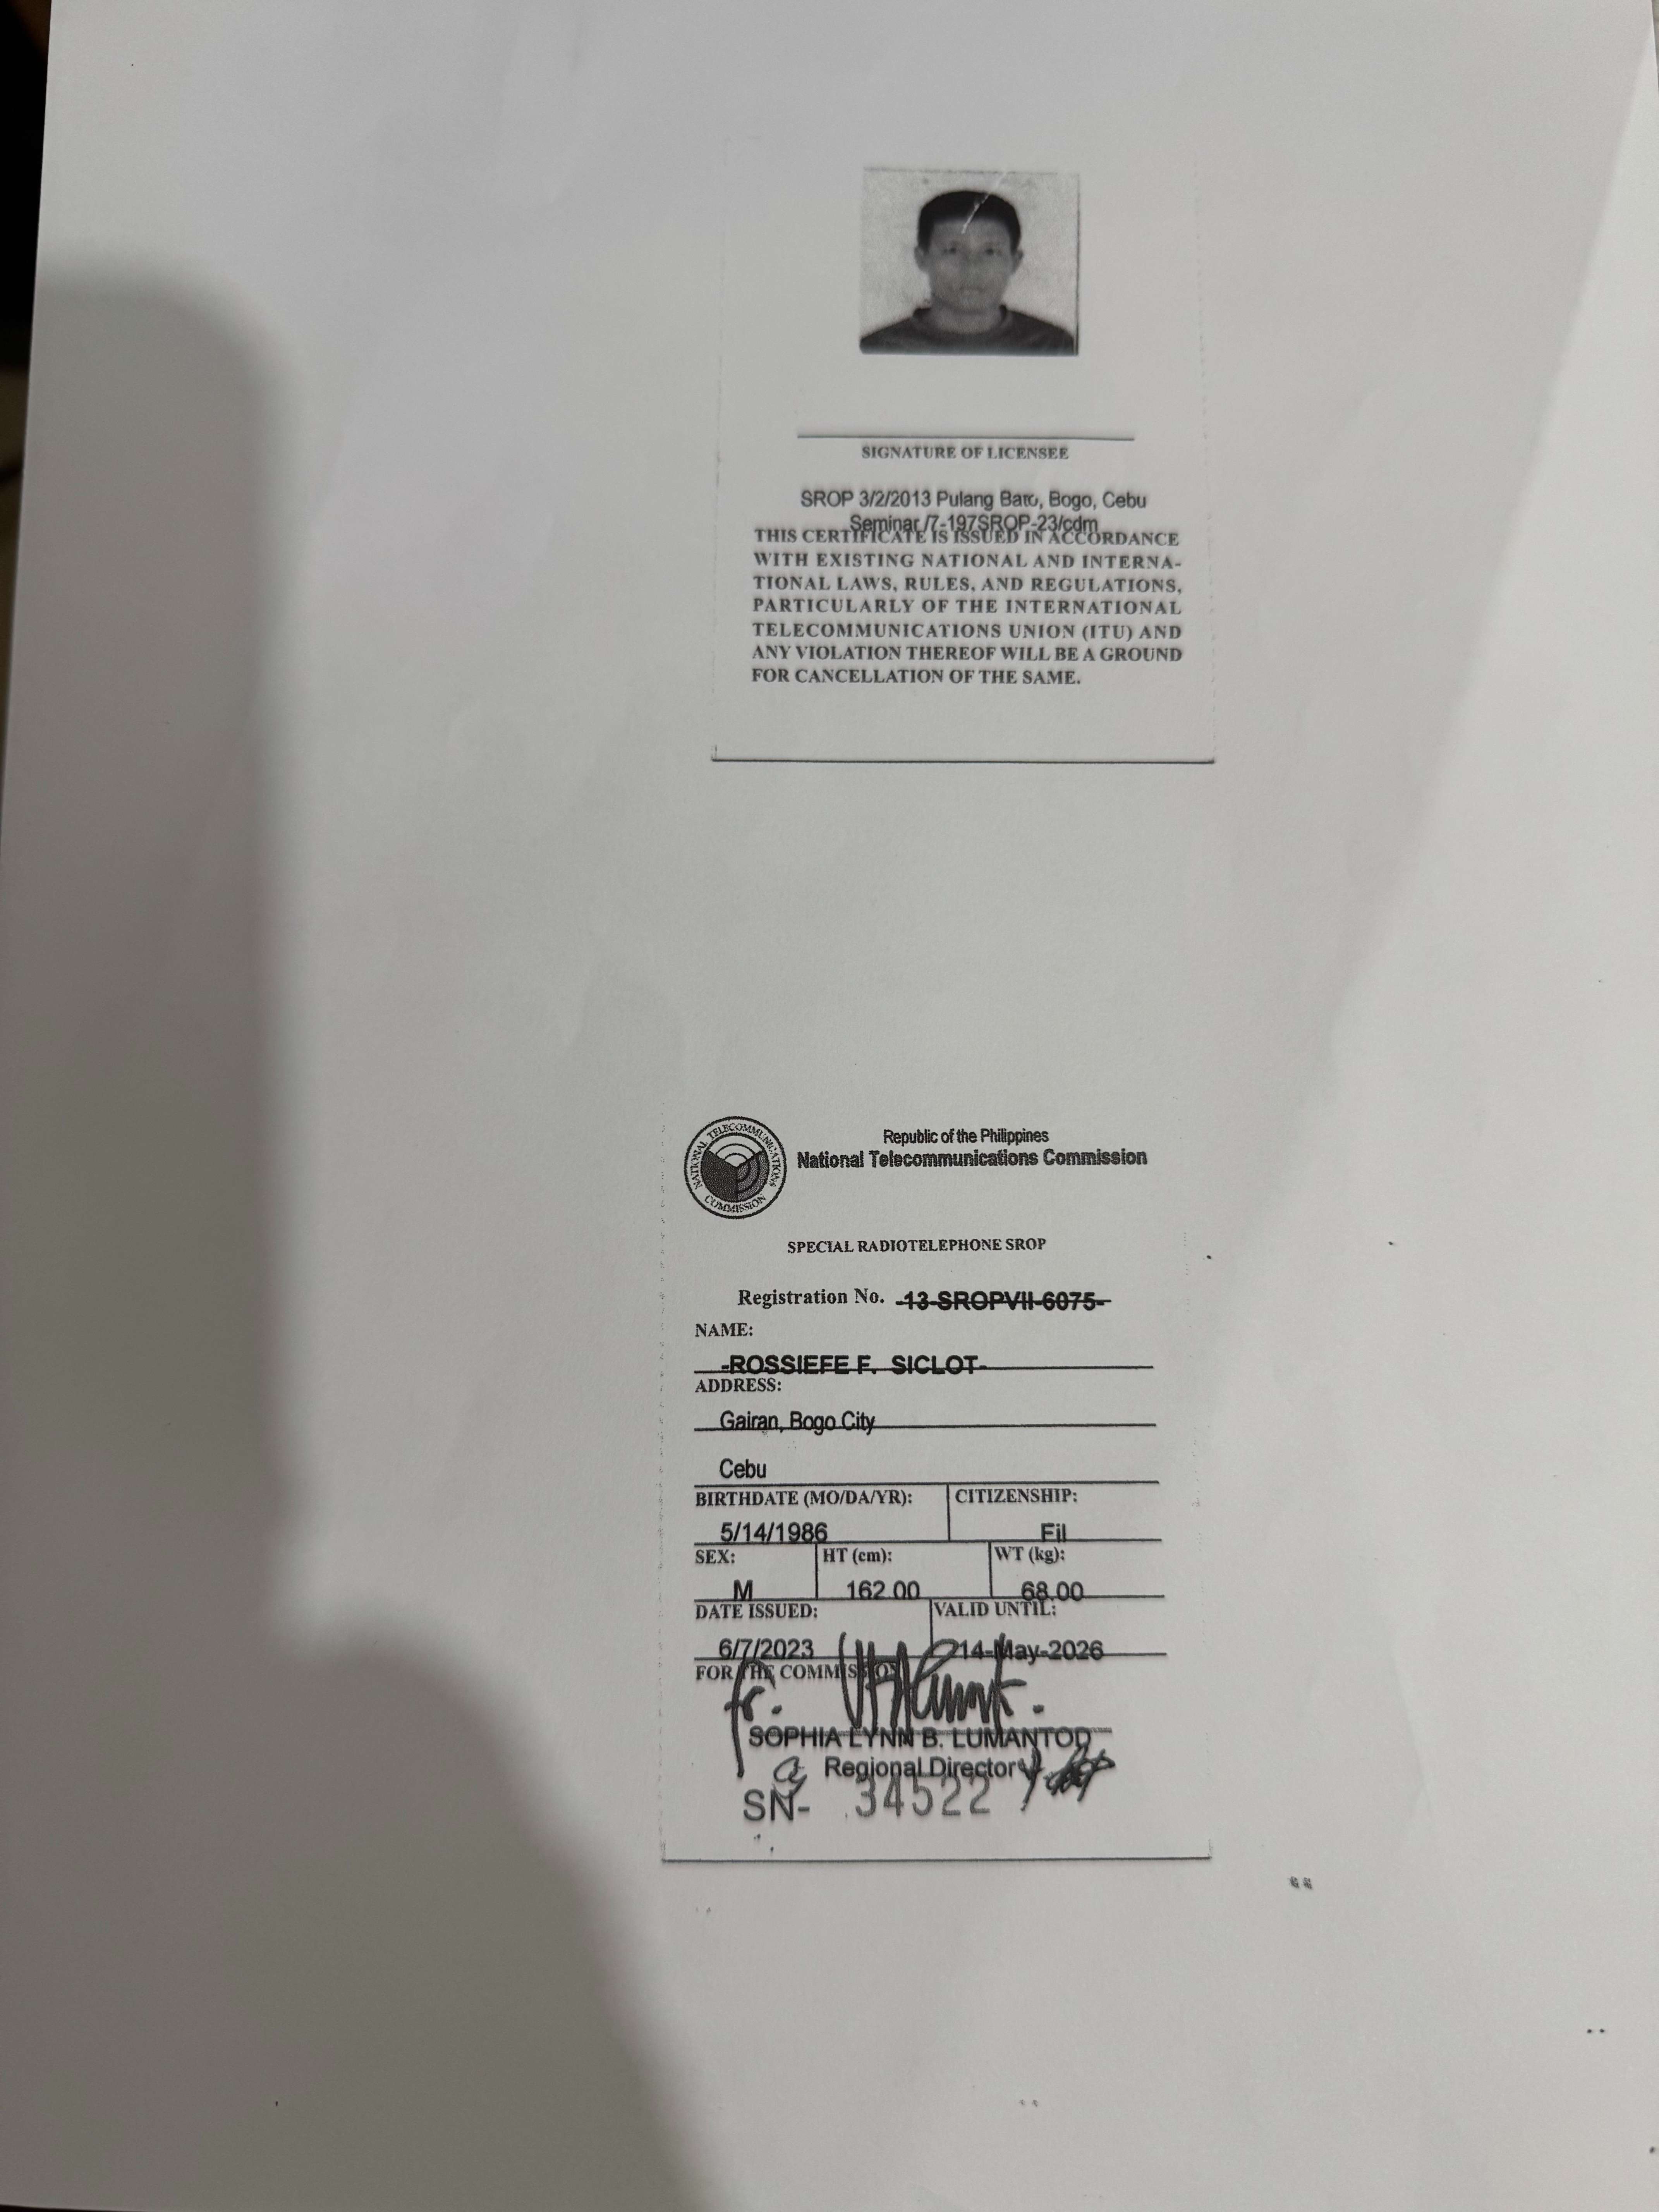 SIGNATURE OF LICENSEE
SROP 3/2/2013 Pulang Bato, Bogo, Cebu
Seminar /7-197SROP-23/cdm
THIS CERTIFICATE IS ISSUED IN ACCORDANCE
WITH EXISTING NATIONAL AND INTERNA-
TIONAL LAWS, RULES, AND REGULATIONS,
PARTICULARLY OF THE INTERNATIONAL
TELECOMMUNICATIONS UNION (ITU) AND
ANY VIOLATION THEREOF WILL BE A GROUND
FOR CANCELLATION OF THE SAME.
NATIONAL TELECOMMUNICATIONS COMMISSION
Republic of the Philippines
National Telecommunications Commission
SPECIAL RADIOTELEPHONE SROP
Registration No. -13-SROPVII-6075-
NAME:
-ROSSIEFE F. SICLOT-
ADDRESS:
Gairan, Bogo City
Cebu
BIRTHDATE (MO/DA/YR): CITIZENSHIP:
5/14/1986 Fil
SEX: HT (cm): WT (kg):
M 162.00 68.00
DATE ISSUED: VALID UNTIL:
6/7/2023 14-May-2026
FOR THE COMMISSION
fr.
SOPHIA LYNN B. LUMANTOD
Regional Director
SN- 34522